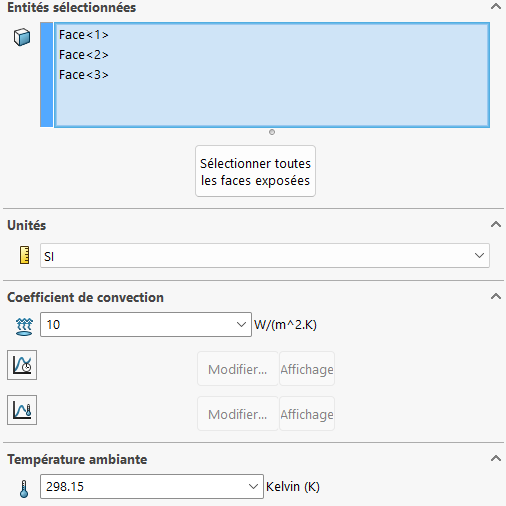 Entités sélectionnées
Face<1>
Face<2>
Face<3>
Sélectionner toutes
les faces exposées
Unités
SI
Coefficient de convection
10 W/(m^2.K)
Modifier... Affichage
Modifier... Affichage
Température ambiante
298.15 Kelvin (K)